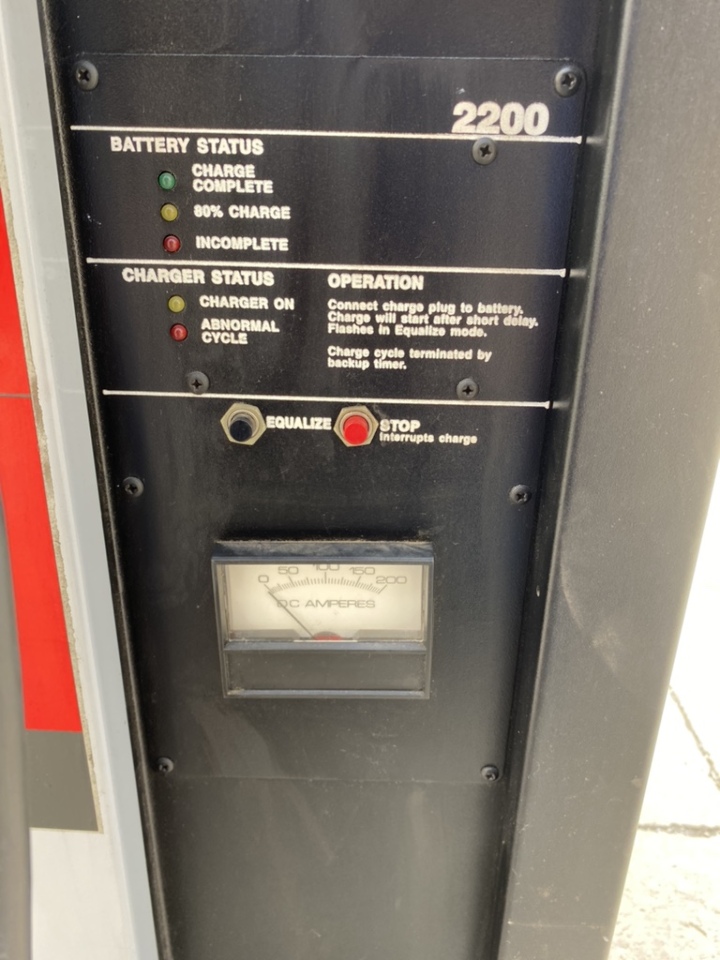 2200
BATTERY STATUS
CHARGE
COMPLETE
80% CHARGE
INCOMPLETE
CHARGER STATUS
CHARGER ON
ABNORMAL
CYCLE
OPERATION
Connect charge plug to battery.
Charge will start after short delay.
Flashes in Equalize mode.
Charge cycle terminated by
backup timer.
EQUALIZE
STOP
Interrupts charge
0 50 100 150 200
DC AMPERES